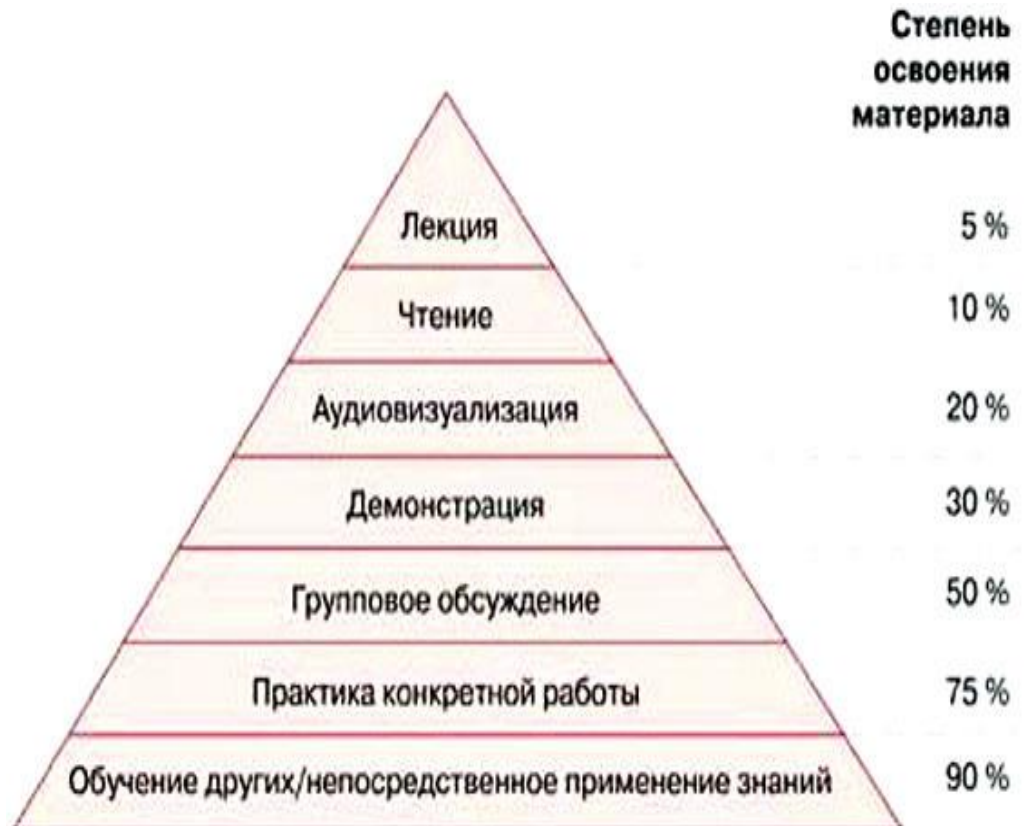 Степень
освоения
материала
Лекция 5 %
Чтение 10 %
Аудиовизуализация 20 %
Демонстрация 30 %
Групповое обсуждение 50 %
Практика конкретной работы 75 %
Обучение других/непосредственное применение знаний 90 %